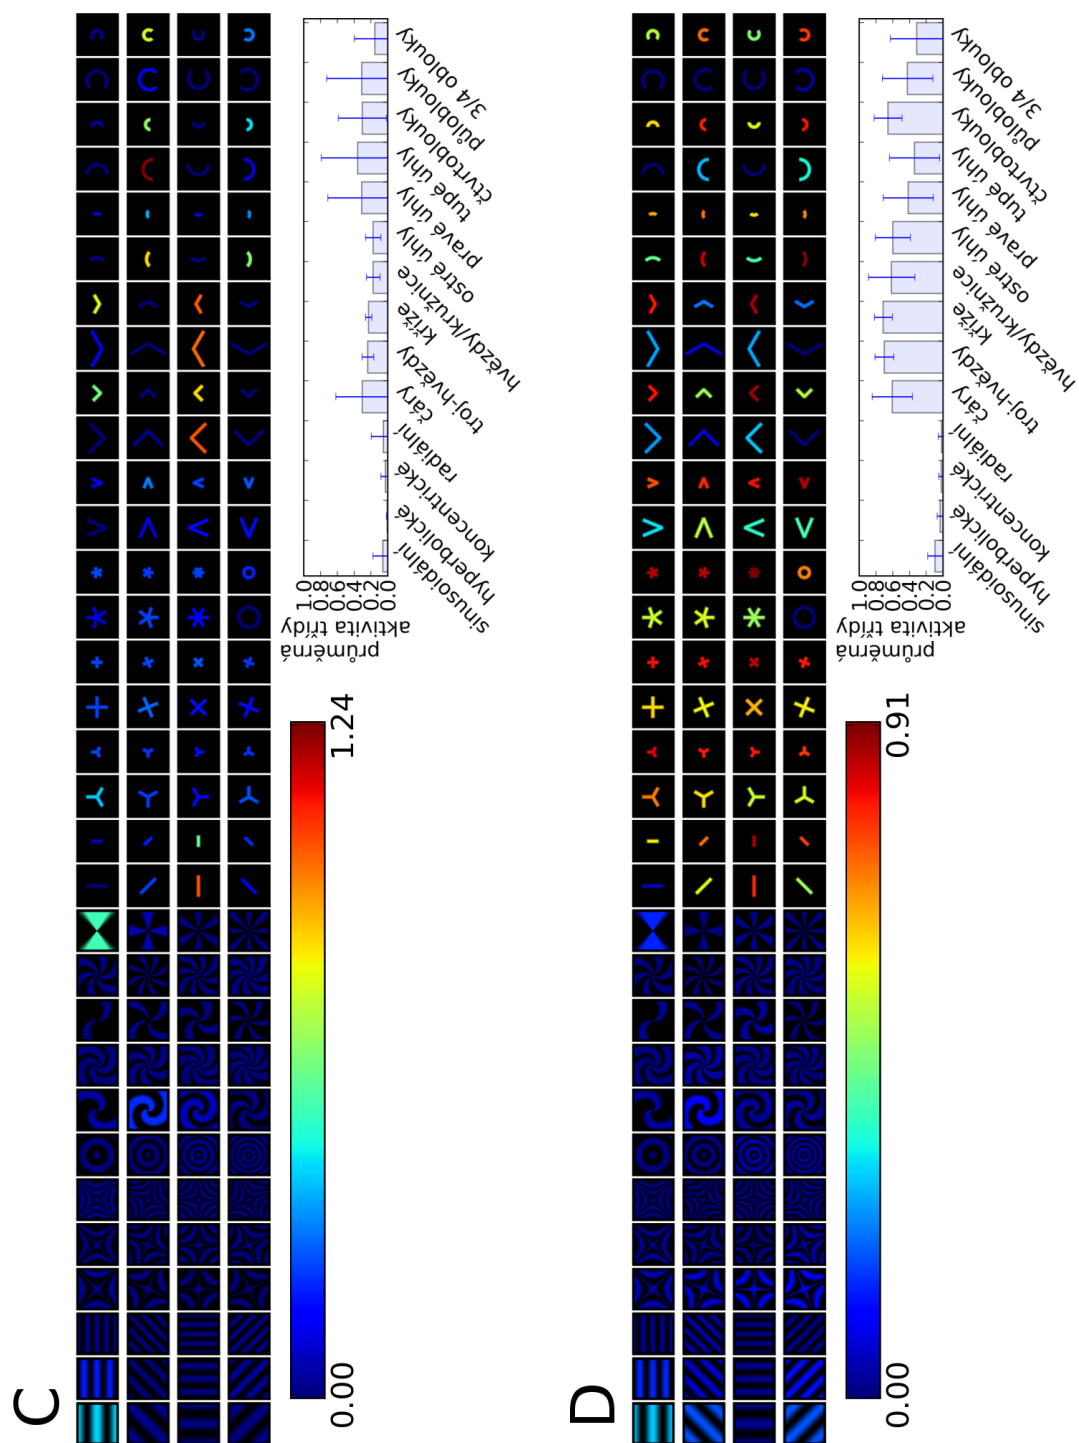 C
0.00
1.24
průměrná
aktivita třídy
1.0
0.8
0.6
0.4
0.2
0.0
sinusoidální
hyperbolické
koncentrické
radiální
čáry
troj-hvězdy
kříže
hvězdy/kružnice
ostré úhly
pravé úhly
tupé úhly
čtvrtoblouky
půloblouky
3/4 oblouky
D
0.00
0.91
průměrná
aktivita třídy
1.0
0.8
0.6
0.4
0.2
0.0
sinusoidální
hyperbolické
koncentrické
radiální
čáry
troj-hvězdy
kříže
hvězdy/kružnice
ostré úhly
pravé úhly
tupé úhly
čtvrtoblouky
půloblouky
3/4 oblouky